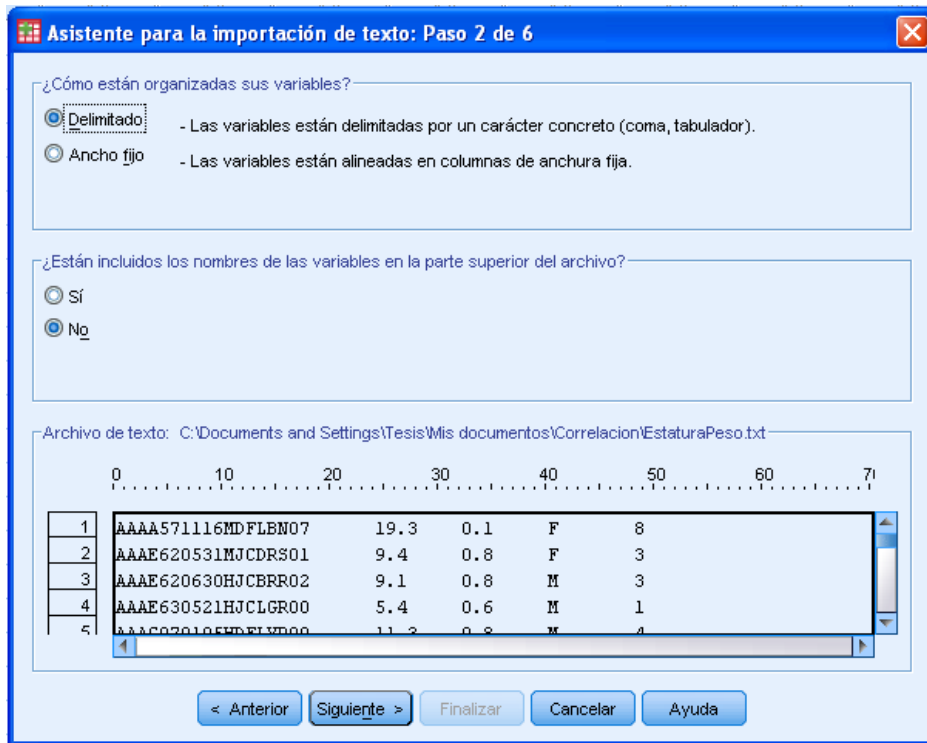 Asistente para la importación de texto: Paso 2 de 6
¿Cómo están organizadas sus variables?
Delimitado - Las variables están delimitadas por un carácter concreto (coma, tabulador).
Ancho fijo - Las variables están alineadas en columnas de anchura fija.
¿Están incluidos los nombres de las variables en la parte superior del archivo?
Sí
No
Archivo de texto: C:\Documents and Settings\Tesis\Mis documentos\Correlacion\EstaturaPeso.txt
0 10 20 30 40 50 60
1 AAAA571116MDFLBN07 19.3 0.1 F 8
2 AAAE620531MJCDRS01 9.4 0.8 F 3
3 AAAE620630HJCBRR02 9.1 0.8 M 3
4 AAAE630521HJCLGR00 5.4 0.6 M 1
5 11.3 0.8 M 4
< Anterior Siguiente > Finalizar Cancelar Ayuda